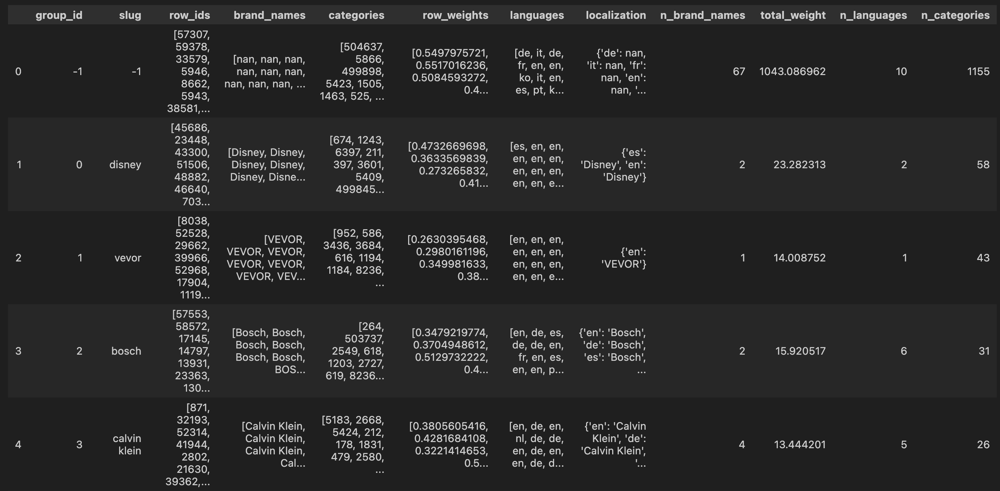 group_id slug row_ids brand_names categories row_weights languages localization n_brand_names total_weight n_languages n_categories
[57307,
59378, [504637,
33579, [nan, nan, nan, 5866, [0.5497975721, [de, it, de, {'de': nan,
0 -1 -1 5946, nan, nan, nan, 499898, 0.5517016236, fr, en, en, 'it': nan, 'fr': 67 1043.086962 10 1155
8662, nan, nan, nan, ... 5423, 1505, 0.5084593272, ko, it, en, nan, 'en':
5943, 1463, 525, ... 0.4... es, pt, k... nan, '...
38581,...
[45686,
23448, [674, 1243,
43300, [Disney, Disney, 6397, 211, [0.4732669698, [es, en, en, {'es':
1 0 disney 51506, Disney, Disney, 397, 3601, 0.3633569839, en, en, en, 'Disney', 'en': 2 23.282313 2 58
48882, Disney, Disne... 5409, 0.273265832, en, en, en, 'Disney'}
46640, 499845... 0.41... en, en, e...
703...
[8038,
52528, [952, 586,
29662, [VEVOR, 3436, 3684, [0.2630395468, [en, en, en,
2 1 vevor 39966, VEVOR, VEVOR, 616, 1194, 0.2980161196, en, en, en, {'en': 1 14.008752 1 43
52968, VEVOR, VEVOR, 1184, 8236, 0.349981633, en, en, en, 'VEVOR'}
17904, VEVOR, VEV... ... 0.38... en, en, e...
1119...
[57553,
58572, [264,
17145, [Bosch, Bosch, 503737, [0.3479219774, [en, de, es, {'en': 'Bosch',
3 2 bosch 14797, Bosch, Bosch, 2549, 618, 0.3704948612, de, de, en, 'de': 'Bosch', 2 15.920517 6 31
13931, Bosch, Bosch, 1203, 2727, 0.5129732222, fr, en, es, 'es': 'Bosch',
23363, BOS... 619, 8236... 0.4... en, en, p... ...
130...
[871,
32193, [5183, 2668,
52314, [Calvin Klein, 5424, 212, [0.3805605416, [en, de, en, {'en': 'Calvin
4 3 calvin klein 41944, Calvin Klein, 178, 1831, 0.4281684108, nl, de, de, Klein', 'de': 4 13.444201 5 26
2802, Calvin Klein, 479, 2580, 0.3221414653, en, de, en, 'Calvin Klein',
21630, Cal... ... 0.5... en, de, d... '...
39362,...